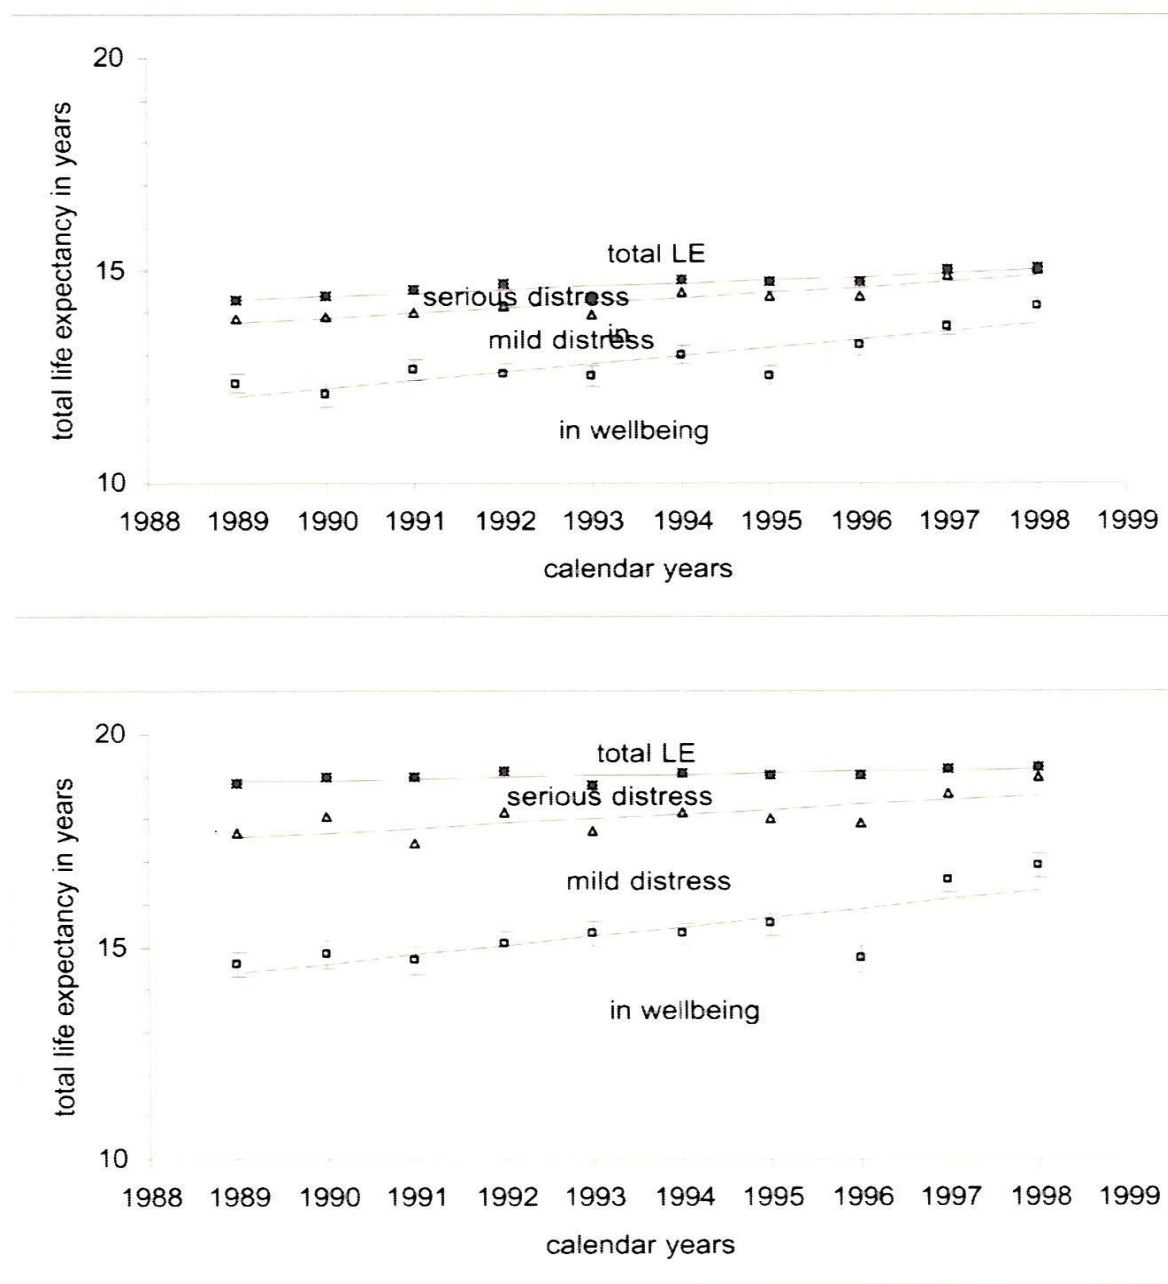 20
total life expectancy in years
total LE
15
serious distress
in
mild distress
in wellbeing
10
1988 1989 1990 1991 1992 1993 1994 1995 1996 1997 1998 1999
calendar years
20
total life expectancy in years
total LE
serious distress
mild distress
15
in wellbeing
10
1988 1989 1990 1991 1992 1993 1994 1995 1996 1997 1998 1999
calendar years